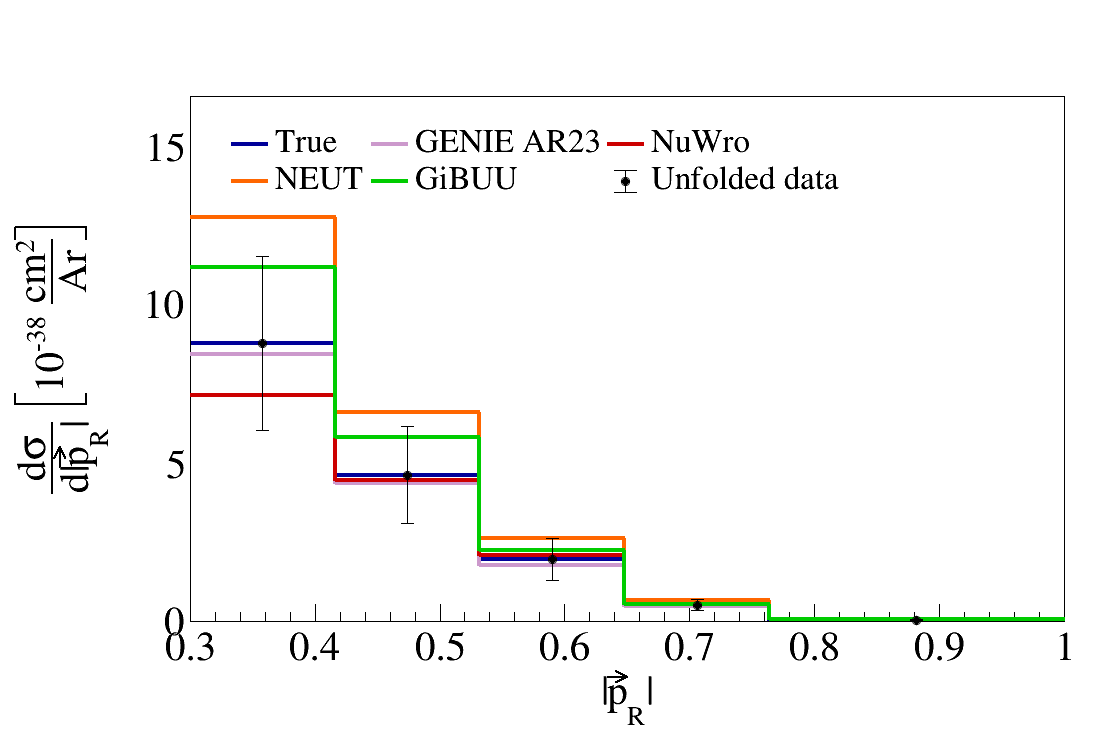 15
10
5
0
True
GENIE AR23
NuWro
NEUT
GiBUU
Unfolded data
dσ/d|p⃗_R| [10^-38 cm²/Ar]
0.3 0.4 0.5 0.6 0.7 0.8 0.9 1
|p⃗_R|